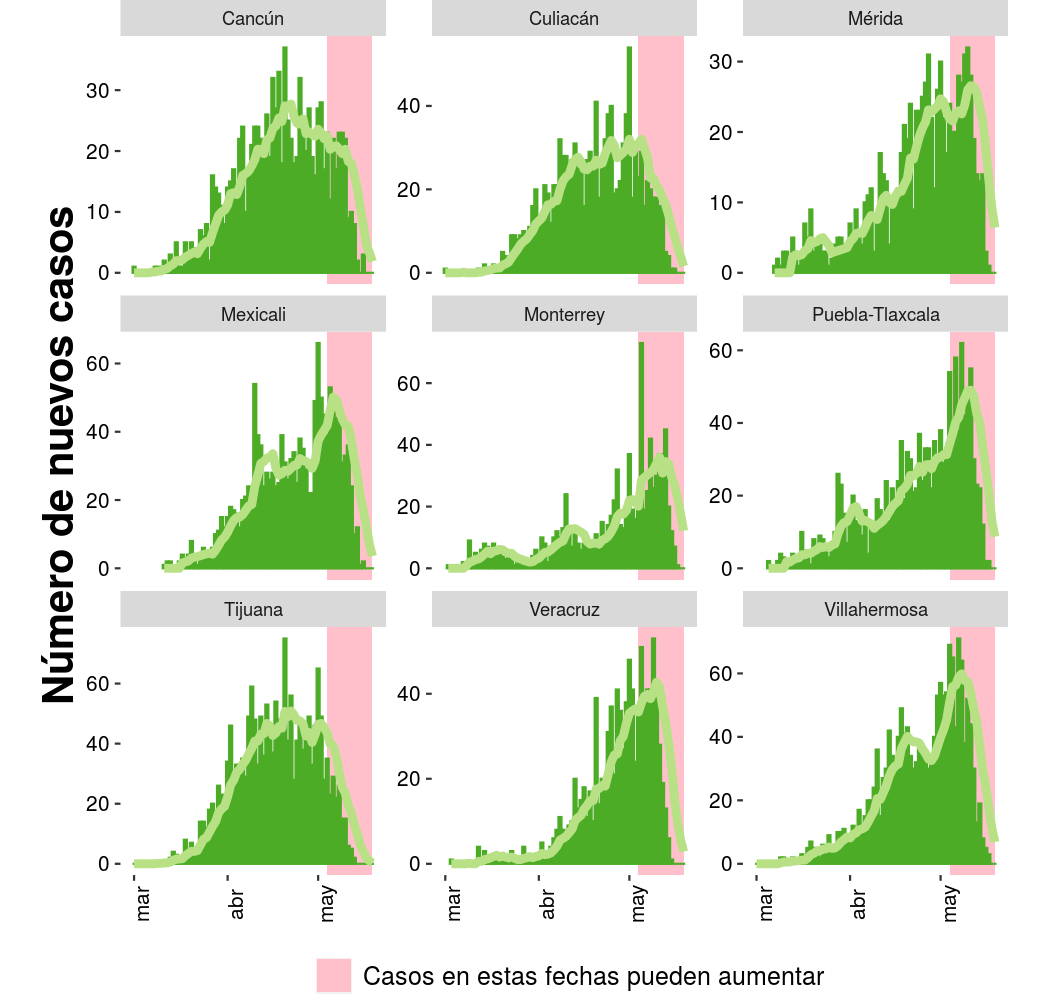 Número de nuevos casos
Cancún
Culiacán
Mérida
30
20
10
0
40
20
0
30
20
10
0
Mexicali
Monterrey
Puebla-Tlaxcala
60
40
20
0
60
40
20
0
60
40
20
0
Tijuana
Veracruz
Villahermosa
60
40
20
0
40
20
0
60
40
20
0
mar
abr
may
mar
abr
may
mar
abr
may
Casos en estas fechas pueden aumentar